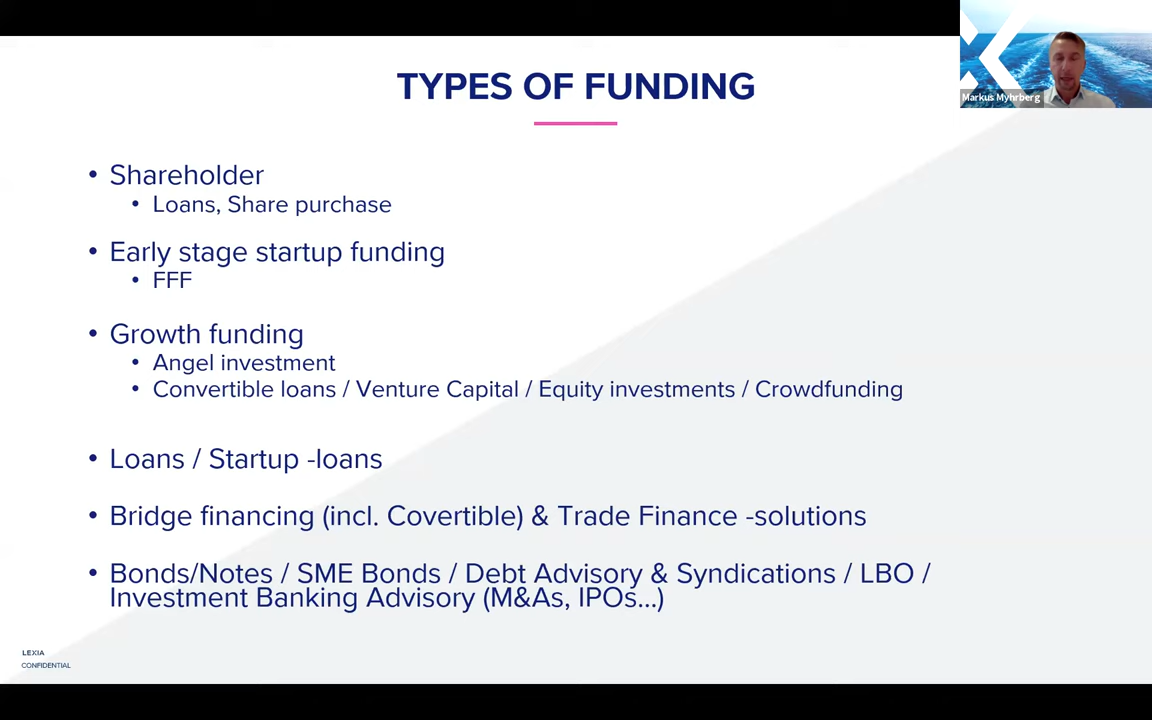 TYPES OF FUNDING
Markus Myhrberg
• Shareholder
• Loans, Share purchase
• Early stage startup funding
• FFF
• Growth funding
• Angel investment
• Convertible loans / Venture Capital / Equity investments / Crowdfunding
• Loans / Startup -loans
• Bridge financing (incl. Covertible) & Trade Finance -solutions
• Bonds/Notes / SME Bonds / Debt Advisory & Syndications / LBO /
Investment Banking Advisory (M&As, IPOs...)
LEXIA
CONFIDENTIAL